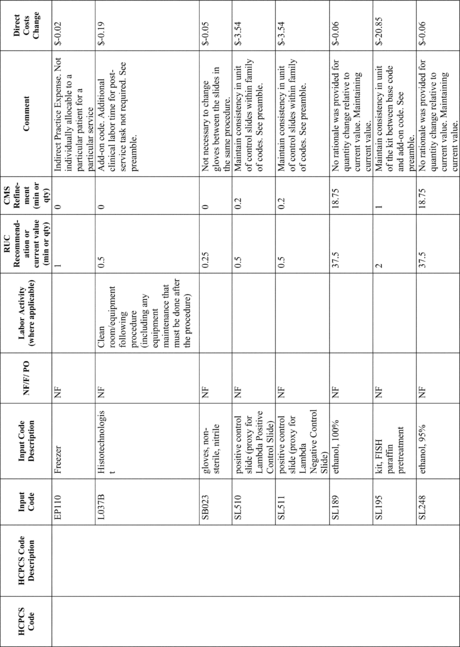 HCPCS
Code
HCPCS Code
Description
Input
Code
Input Code
Description
NF/F/ PO
Labor Activity
(where applicable)
RUC
Recommend-
ation or
current value
(min or qty)
CMS
Refine-
ment
(min or
qty)
Comment
Direct
Costs
Change
EP110
Freezer
NF
1
0
Indirect Practice Expense. Not
individually allocable to a
particular patient for a
particular service
$-0.02
L037B
Histotechnologis
t
NF
Clean
room/equipment
following
procedure
(including any
equipment
maintenance that
must be done after
the procedure)
0.5
0
Add-on code. Additional
clinical labor time for post-
service task not required. See
preamble.
$-0.19
SB023
gloves, non-
sterile, nitrile
NF
0.25
0
Not necessary to change
gloves between the slides in
the same procedure.
$-0.05
SL510
positive control
slide (proxy for
Lambda Positive
Control Slide)
NF
0.5
0.2
Maintain consistency in unit
of control slides within family
of codes. See preamble.
$-3.54
SL511
positive control
slide (proxy for
Lambda
Negative Control
Slide)
NF
0.5
0.2
Maintain consistency in unit
of control slides within family
of codes. See preamble.
$-3.54
SL189
ethanol, 100%
NF
37.5
18.75
No rationale was provided for
quantity change relative to
current value. Maintaining
current value.
$-0.06
SL195
kit, FISH
paraffin
pretreatment
NF
2
1
Maintain consistency in unit
of the kit between base code
and add-on code. See
preamble.
$-20.85
SL248
ethanol, 95%
NF
37.5
18.75
No rationale was provided for
quantity change relative to
current value. Maintaining
current value.
$-0.06